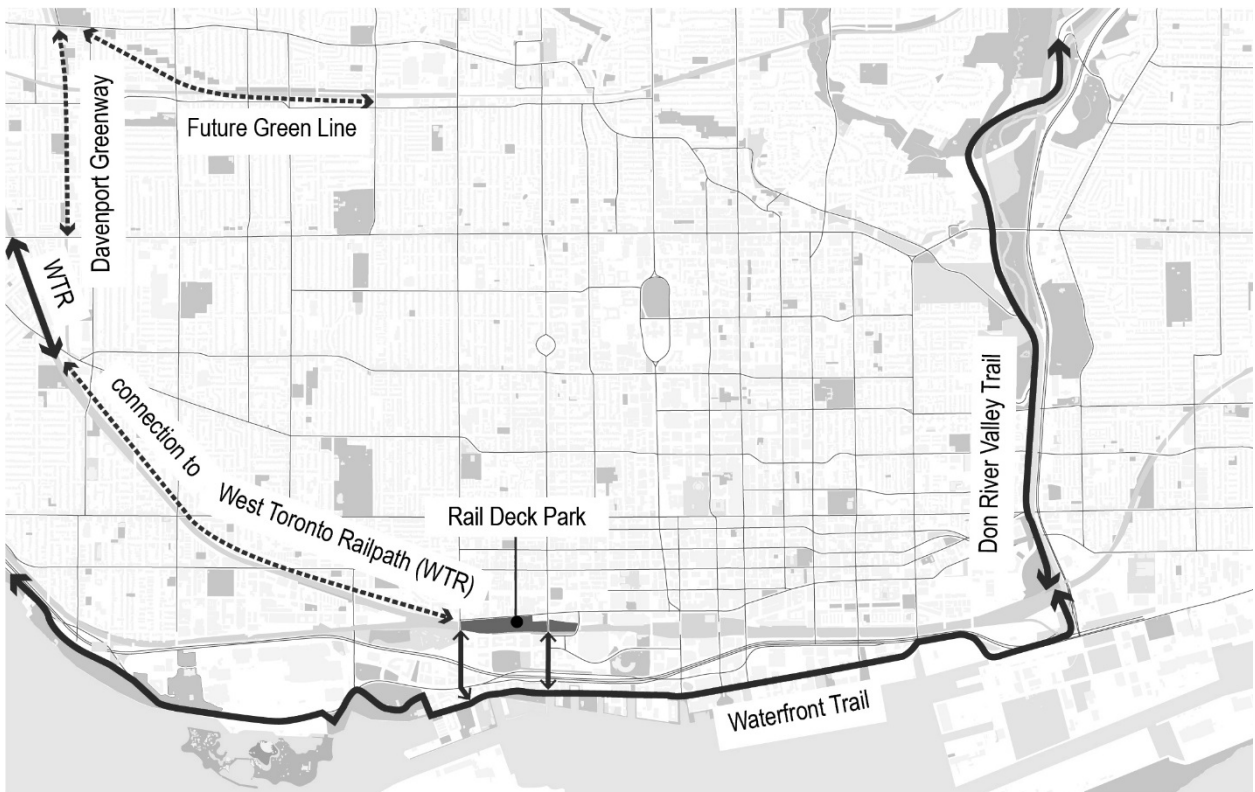 Future Green Line
Davenport Greenway
WTR
connection to
West Toronto Railpath (WTR)
Rail Deck Park
Don River Valley Trail
Waterfront Trail